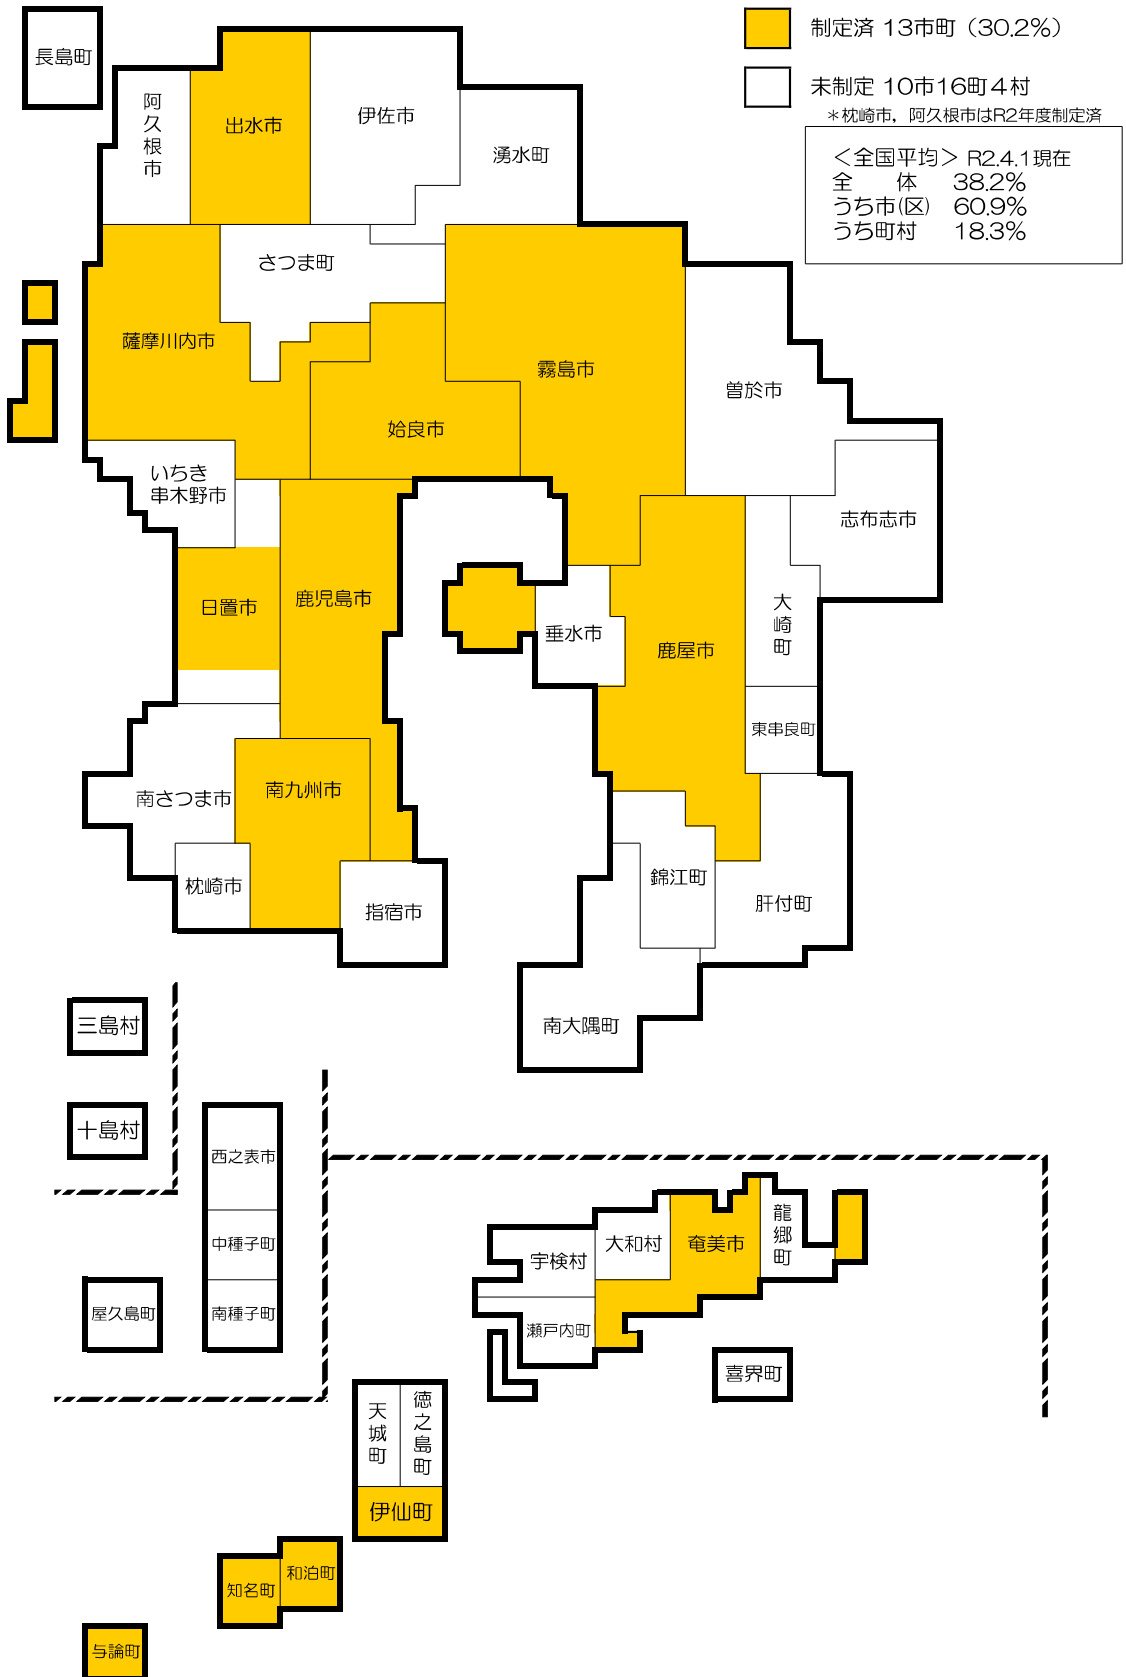 制定済 13市町（30.2％）
未制定 10市16町４村
＊枕崎市，阿久根市はR2年度制定済
＜全国平均＞ R2.4.1現在
全　　体　38.2%
うち市(区)　60.9%
うち町村　18.3%
長島町
阿久根市
出水市
伊佐市
湧水町
さつま町
薩摩川内市
霧島市
曽於市
姶良市
いちき
串木野市
志布志市
日置市
鹿児島市
垂水市
鹿屋市
大崎町
東串良町
南さつま市
南九州市
枕崎市
指宿市
錦江町
肝付町
南大隅町
三島村
十島村
西之表市
中種子町
南種子町
屋久島町
宇検村
大和村
奄美市
龍郷町
瀬戸内町
喜界町
天城町
徳之島町
伊仙町
知名町
和泊町
与論町